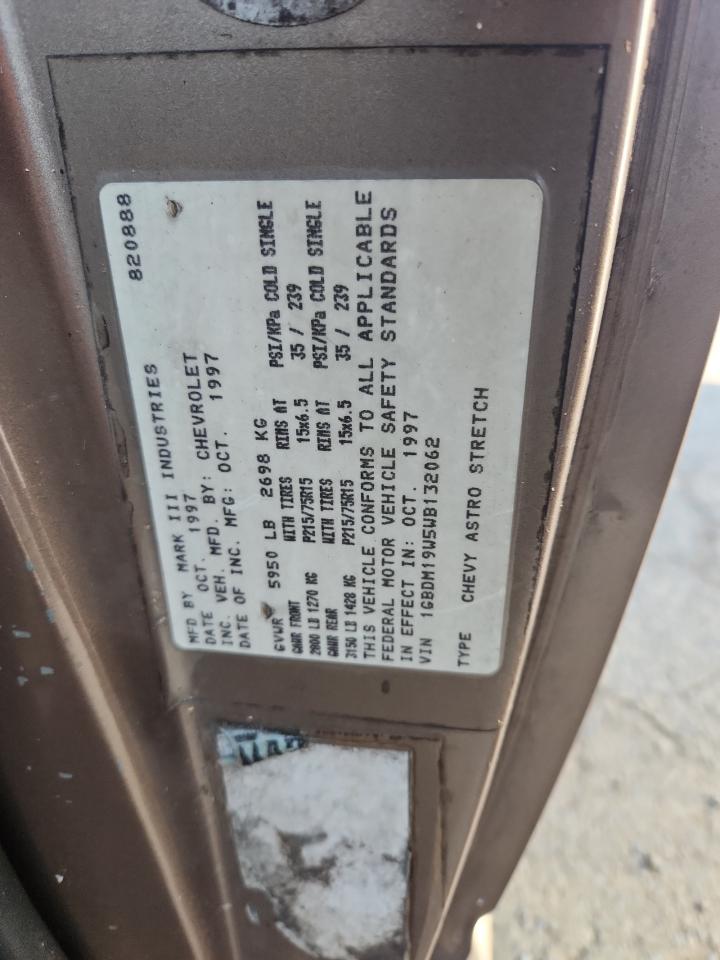 820888
MFD BY MARK III INDUSTRIES
DATE OCT. 1997
INC. VEH. MFD. BY: CHEVROLET
DATE OF INC. MFG: OCT. 1997
GVWR 5950 LB 2698 KG
GAWR FRONT WITH TIRES RIMS AT PSI/KPa COLD SINGLE
2800 LB 1270 KG P215/75R15 15x6.5 35 / 239
GAWR REAR WITH TIRES RIMS AT PSI/KPa COLD SINGLE
3150 LB 1428 KG P215/75R15 15x6.5 35 / 239
THIS VEHICLE CONFORMS TO ALL APPLICABLE
FEDERAL MOTOR VEHICLE SAFETY STANDARDS
IN EFFECT IN: OCT. 1997
VIN 1GBDM19W5WB132062
TYPE CHEVY ASTRO STRETCH